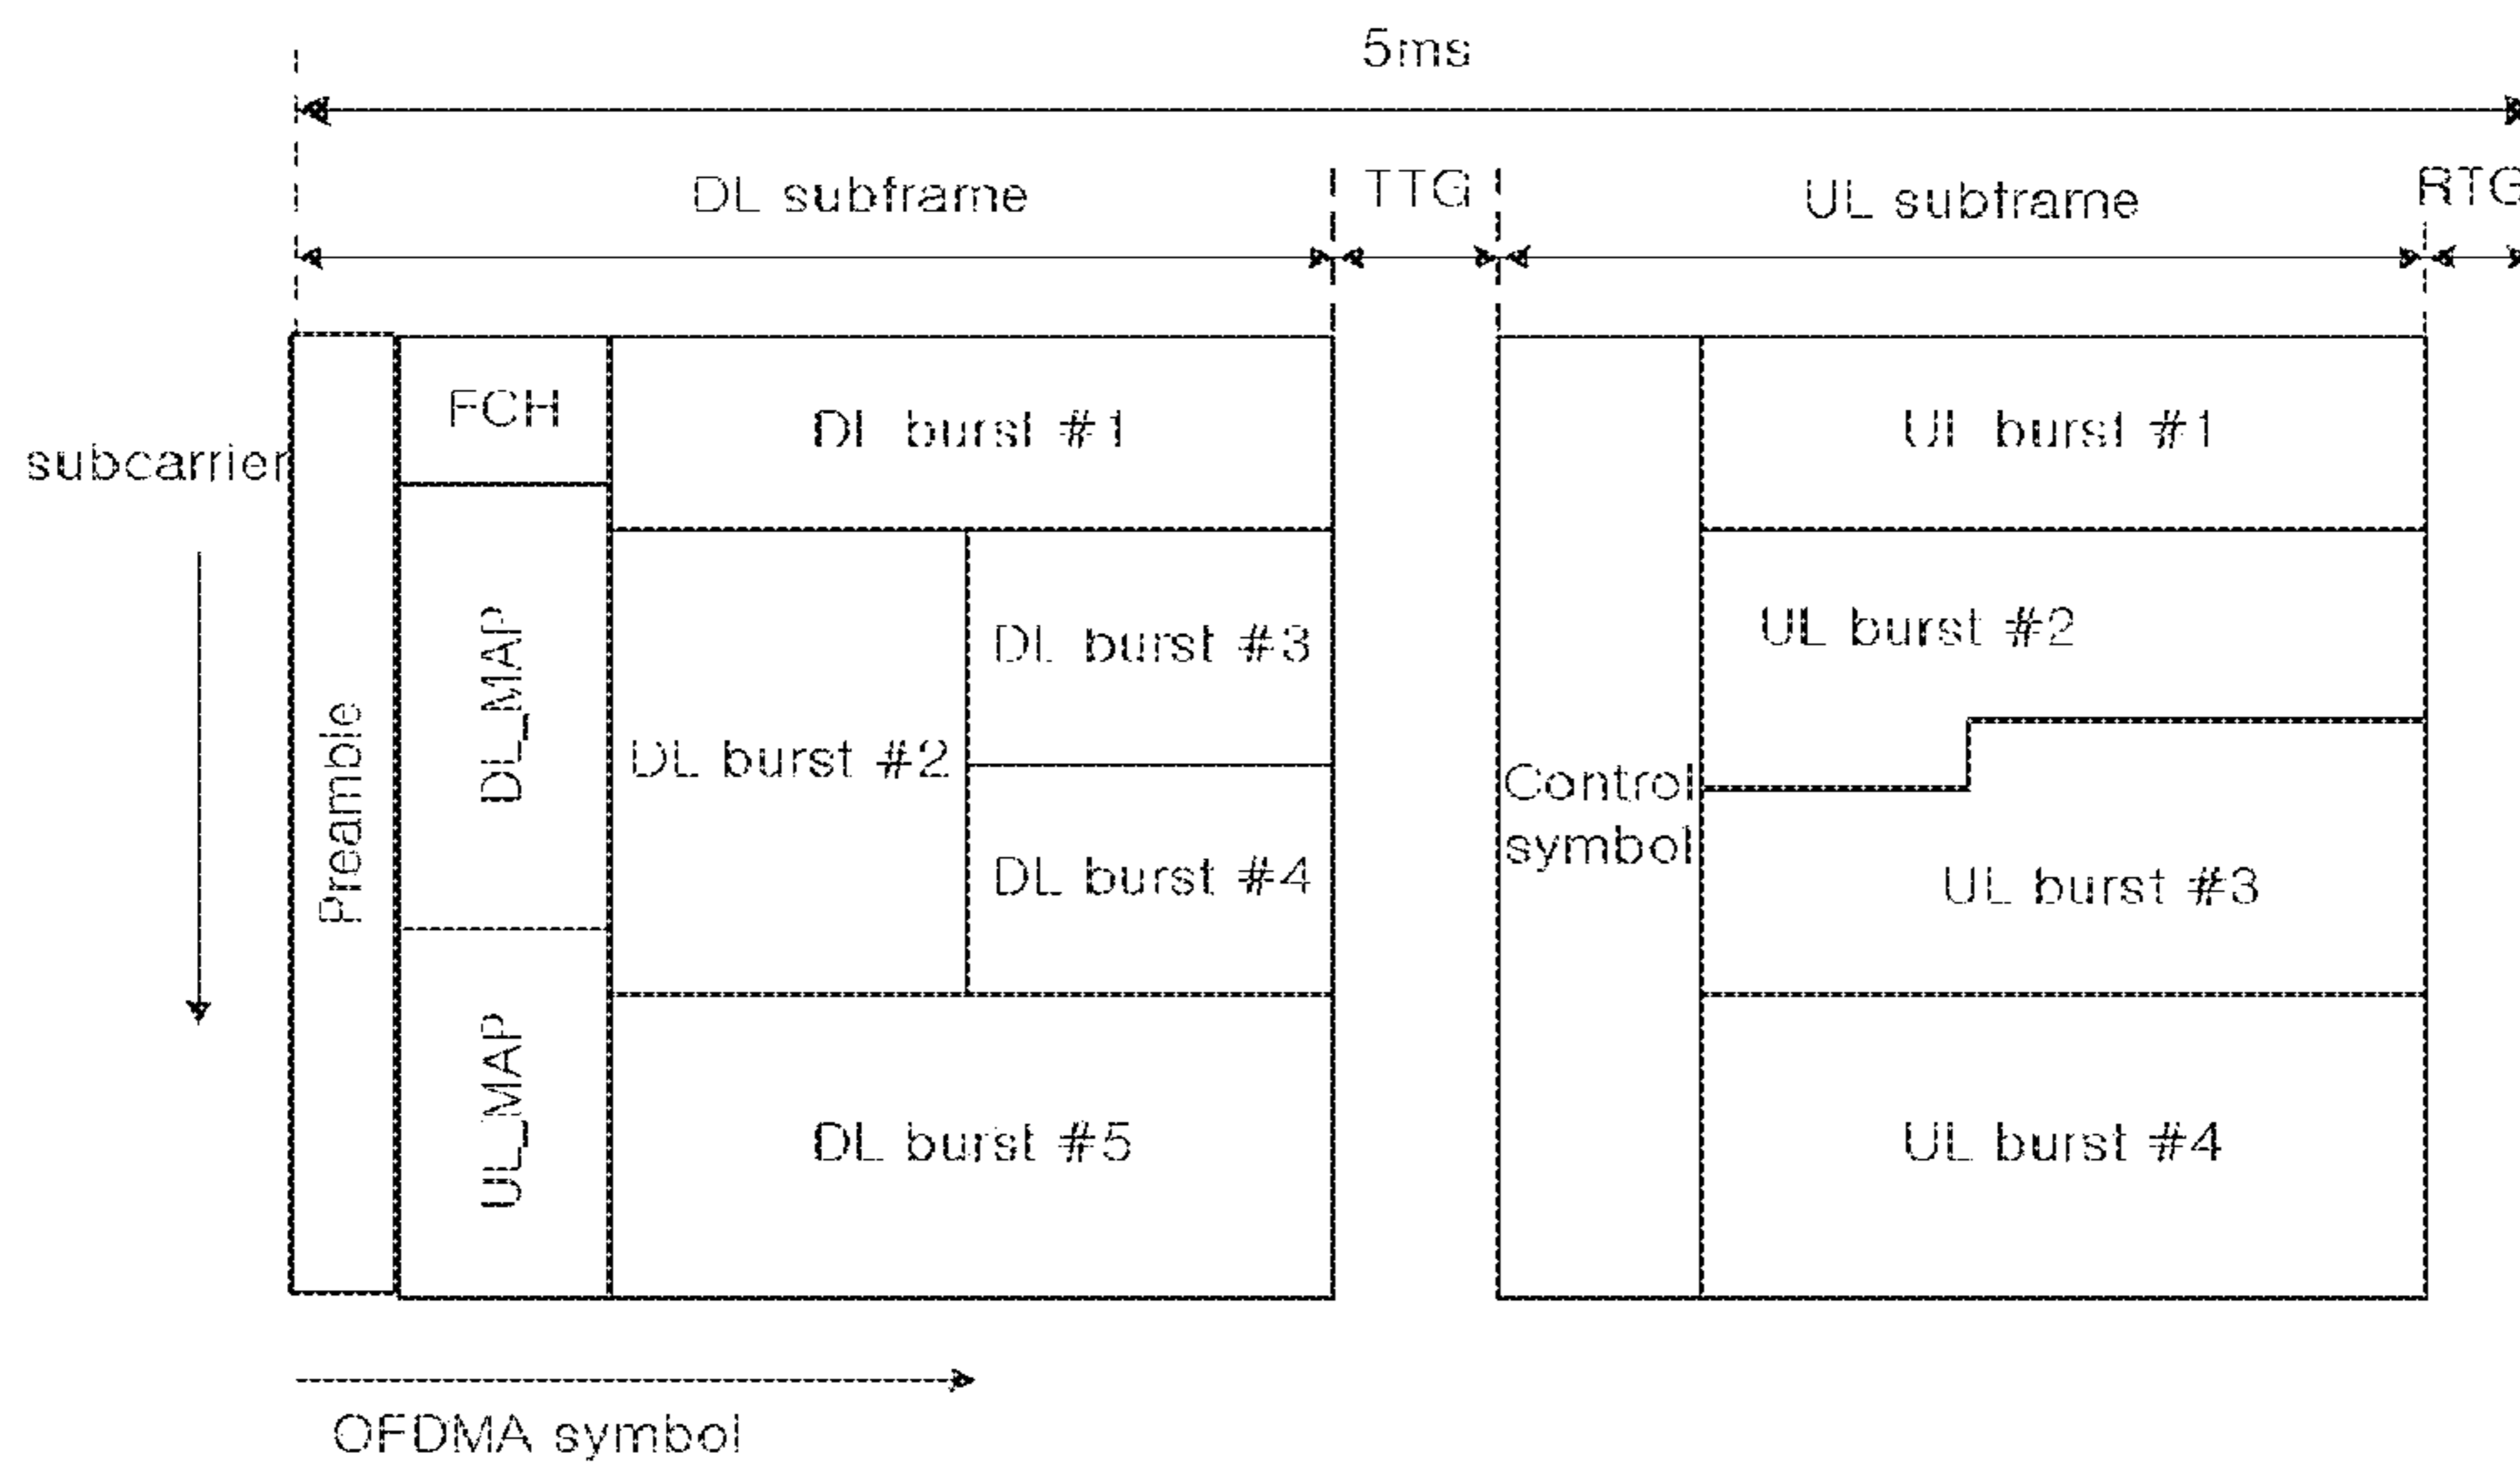 5ms
DL subframe
TTG
UL subframe
RTG
subcarrier
Preamble
FCH
DL_MAP
UL_MAP
DL burst #1
DL burst #2
DL burst #3
DL burst #4
DL burst #5
Control
symbol
UL burst #1
UL burst #2
UL burst #3
UL burst #4
OFDMA symbol